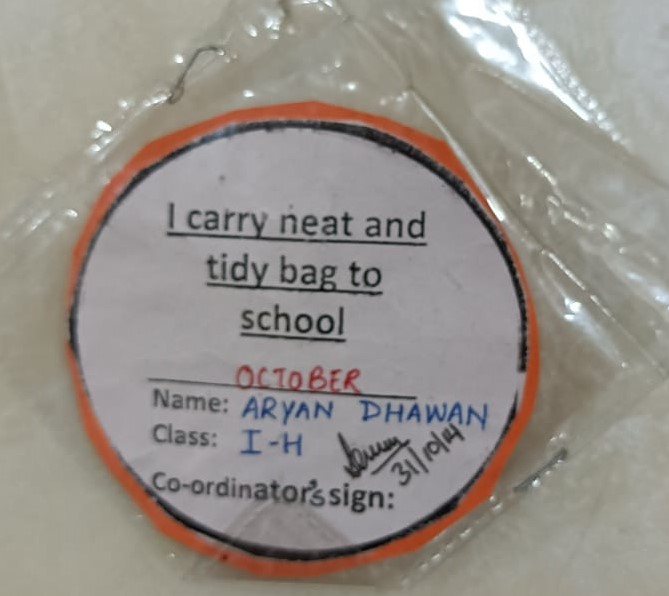 I carry neat and
tidy bag to
school
OCTOBER
Name: ARYAN DHAWAN
Class: I-H
31/10/14
Co-ordinator's sign: